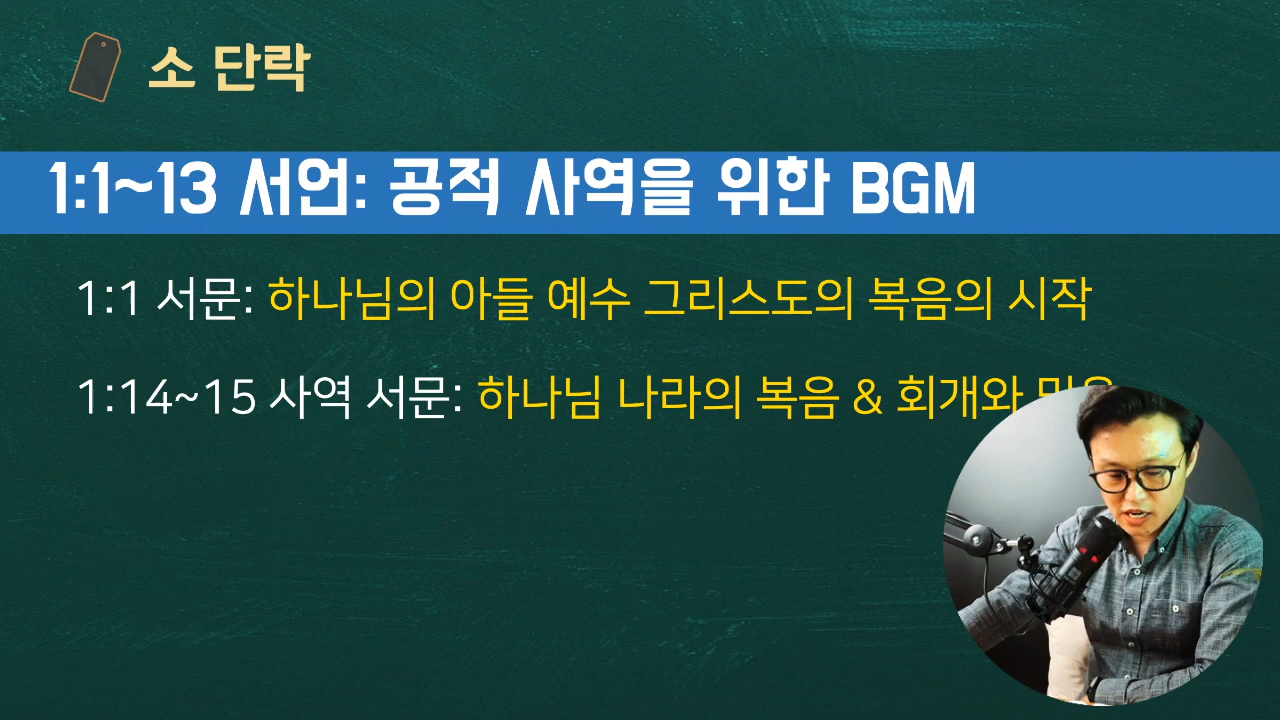 소 단락
1:1~13 서언: 공적 사역을 위한 BGM
1:1 서문: 하나님의 아들 예수 그리스도의 복음의 시작
1:14~15 사역 서문: 하나님 나라의 복음 & 회개와